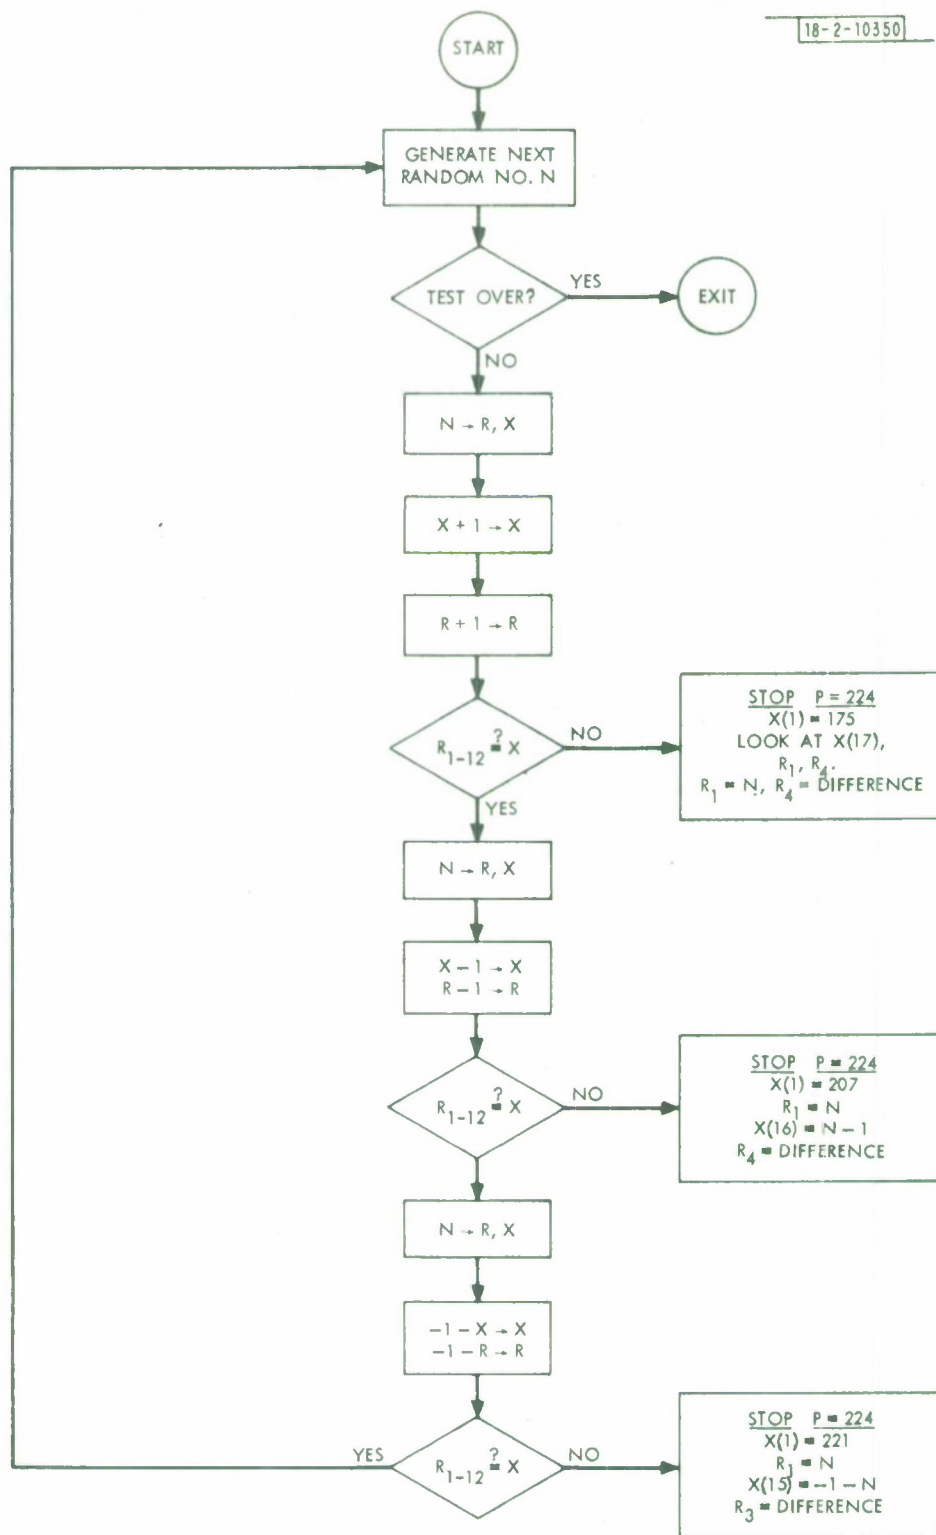 18-2-10350
START
GENERATE NEXT
RANDOM NO. N
TEST OVER?
YES
EXIT
NO
N → R, X
X + 1 → X
R + 1 → R
R1-12 ?= X
NO
STOP P = 224
X(1) = 175
LOOK AT X(17),
R1, R4.
R1 = N, R4 = DIFFERENCE
YES
N → R, X
X − 1 → X
R − 1 → R
R1-12 ?= X
NO
STOP P = 224
X(1) = 207
R1 = N
X(16) = N − 1
R4 = DIFFERENCE
N → R, X
−1 − X → X
−1 − R → R
YES
R1-12 ?= X
NO
STOP P = 224
X(1) = 221
R1 = N
X(15) = −1 − N
R3 = DIFFERENCE